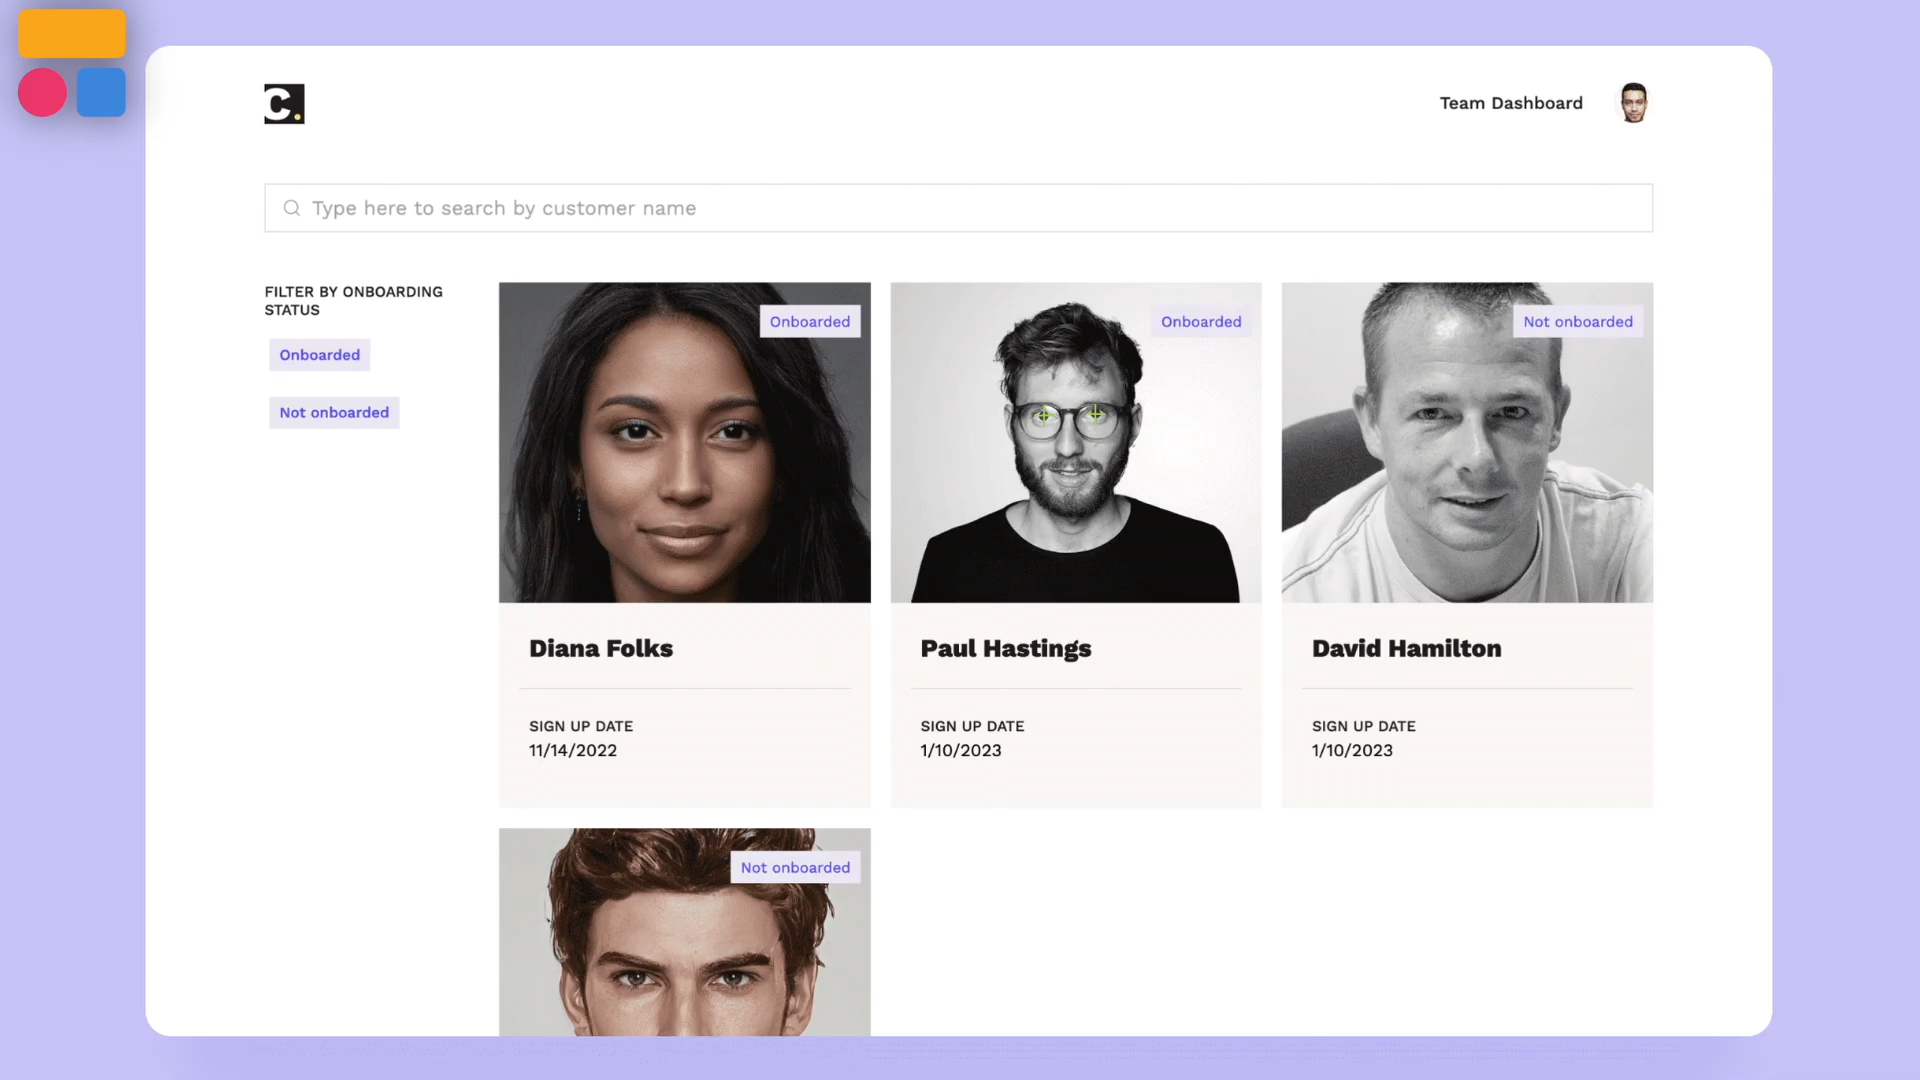 C.
Team Dashboard
Type here to search by customer name
FILTER BY ONBOARDING
STATUS
Onboarded
Not onboarded
Onboarded
Onboarded
Not onboarded
Diana Folks
Paul Hastings
David Hamilton
SIGN UP DATE
11/14/2022
SIGN UP DATE
1/10/2023
SIGN UP DATE
1/10/2023
Not onboarded